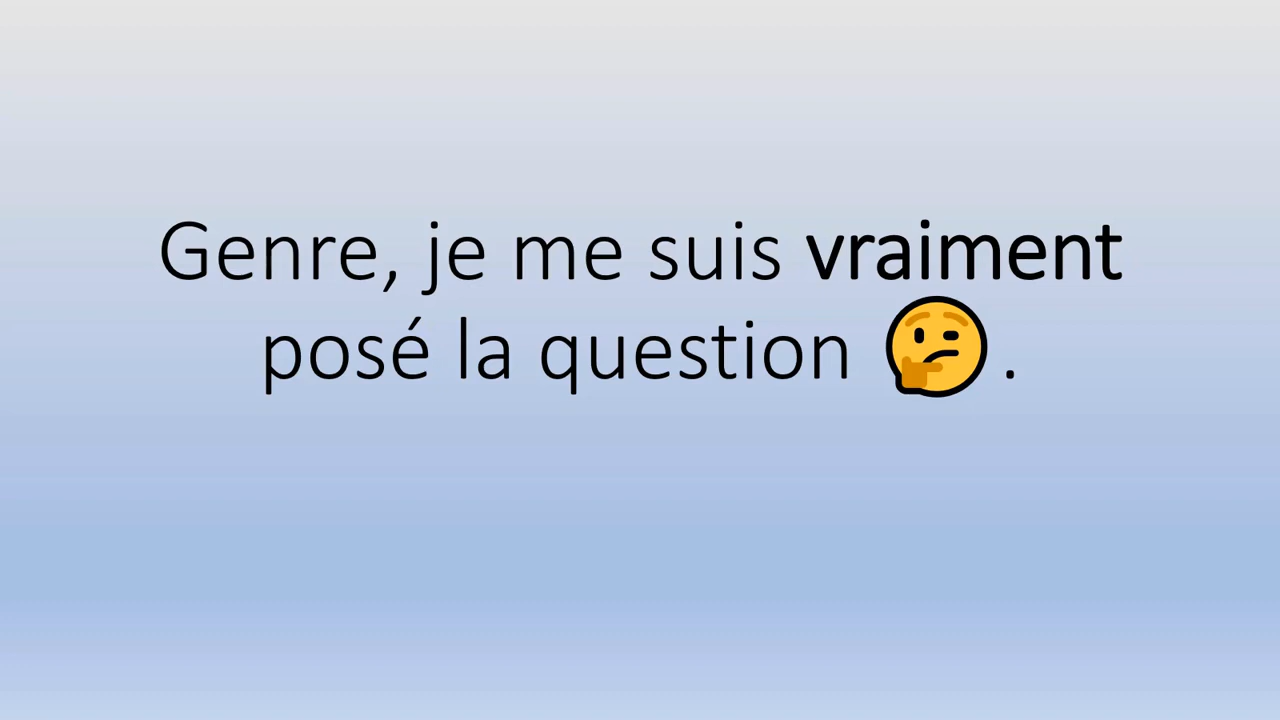 Genre, je me suis vraiment
posé la question 🤔.